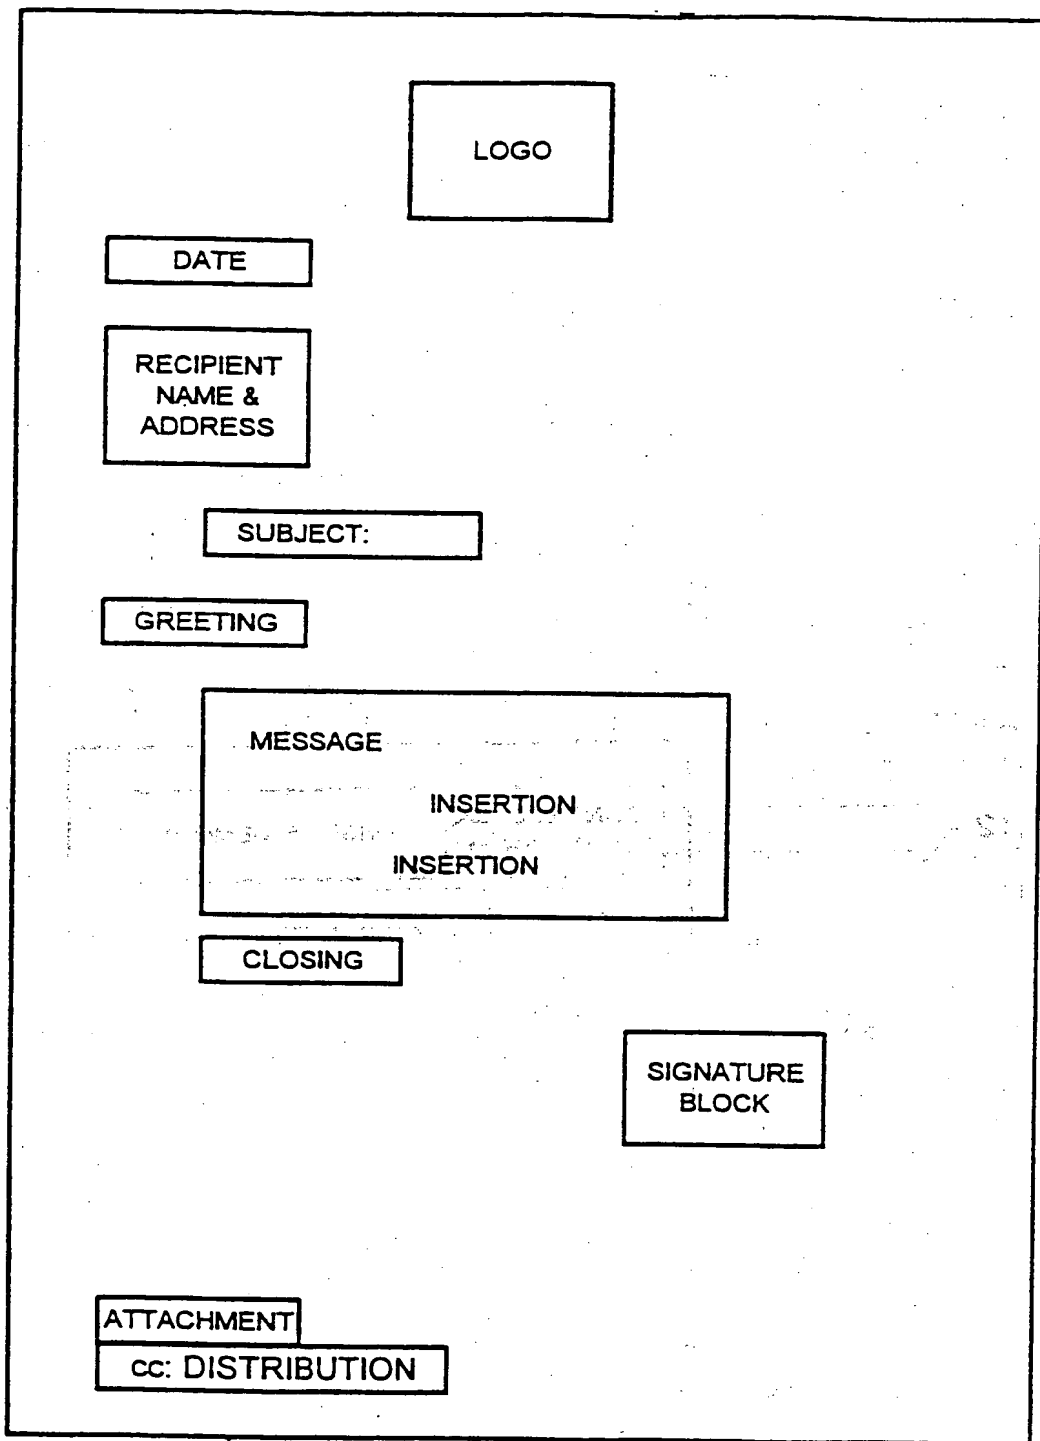 LOGO
DATE
RECIPIENT
NAME &
ADDRESS
SUBJECT:
GREETING
MESSAGE
INSERTION
INSERTION
CLOSING
SIGNATURE
BLOCK
ATTACHMENT
cc: DISTRIBUTION